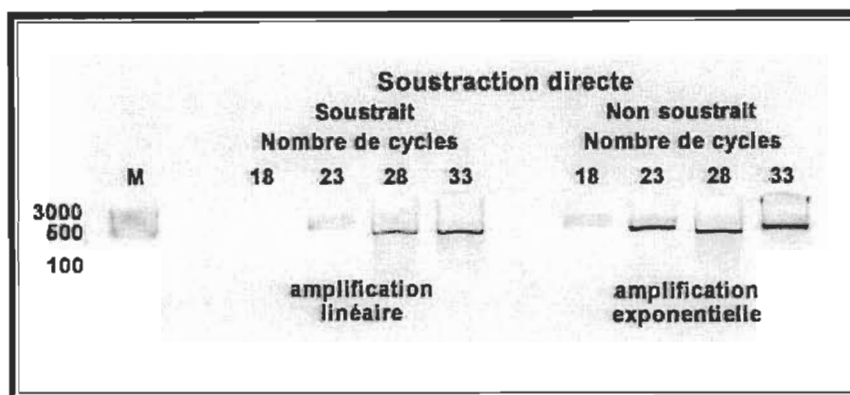 Soustraction directe
Soustrait Non soustrait
Nombre de cycles Nombre de cycles
M 18 23 28 33 18 23 28 33
3000
500
100
amplification amplification
linéaire exponentielle